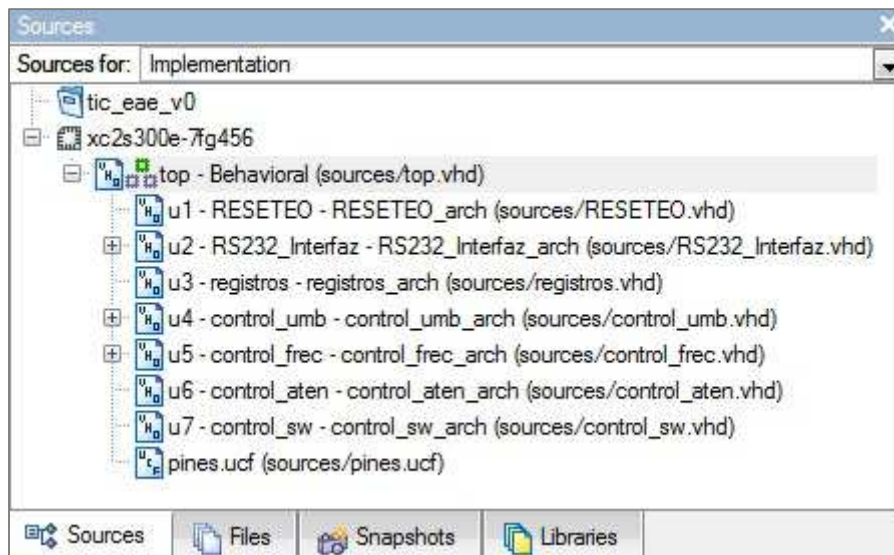 Sources
Sources for: Implementation
tic_eae_v0
xc2s300e-7fg456
top - Behavioral (sources/top.vhd)
u1 - RESETEO - RESETEO_arch (sources/RESETEO.vhd)
u2 - RS232_Interfaz - RS232_Interfaz_arch (sources/RS232_Interfaz.vhd)
u3 - registros - registros_arch (sources/registros.vhd)
u4 - control_umb - control_umb_arch (sources/control_umb.vhd)
u5 - control_frec - control_frec_arch (sources/control_frec.vhd)
u6 - control_aten - control_aten_arch (sources/control_aten.vhd)
u7 - control_sw - control_sw_arch (sources/control_sw.vhd)
pines.ucf (sources/pines.ucf)
Sources Files Snapshots Libraries